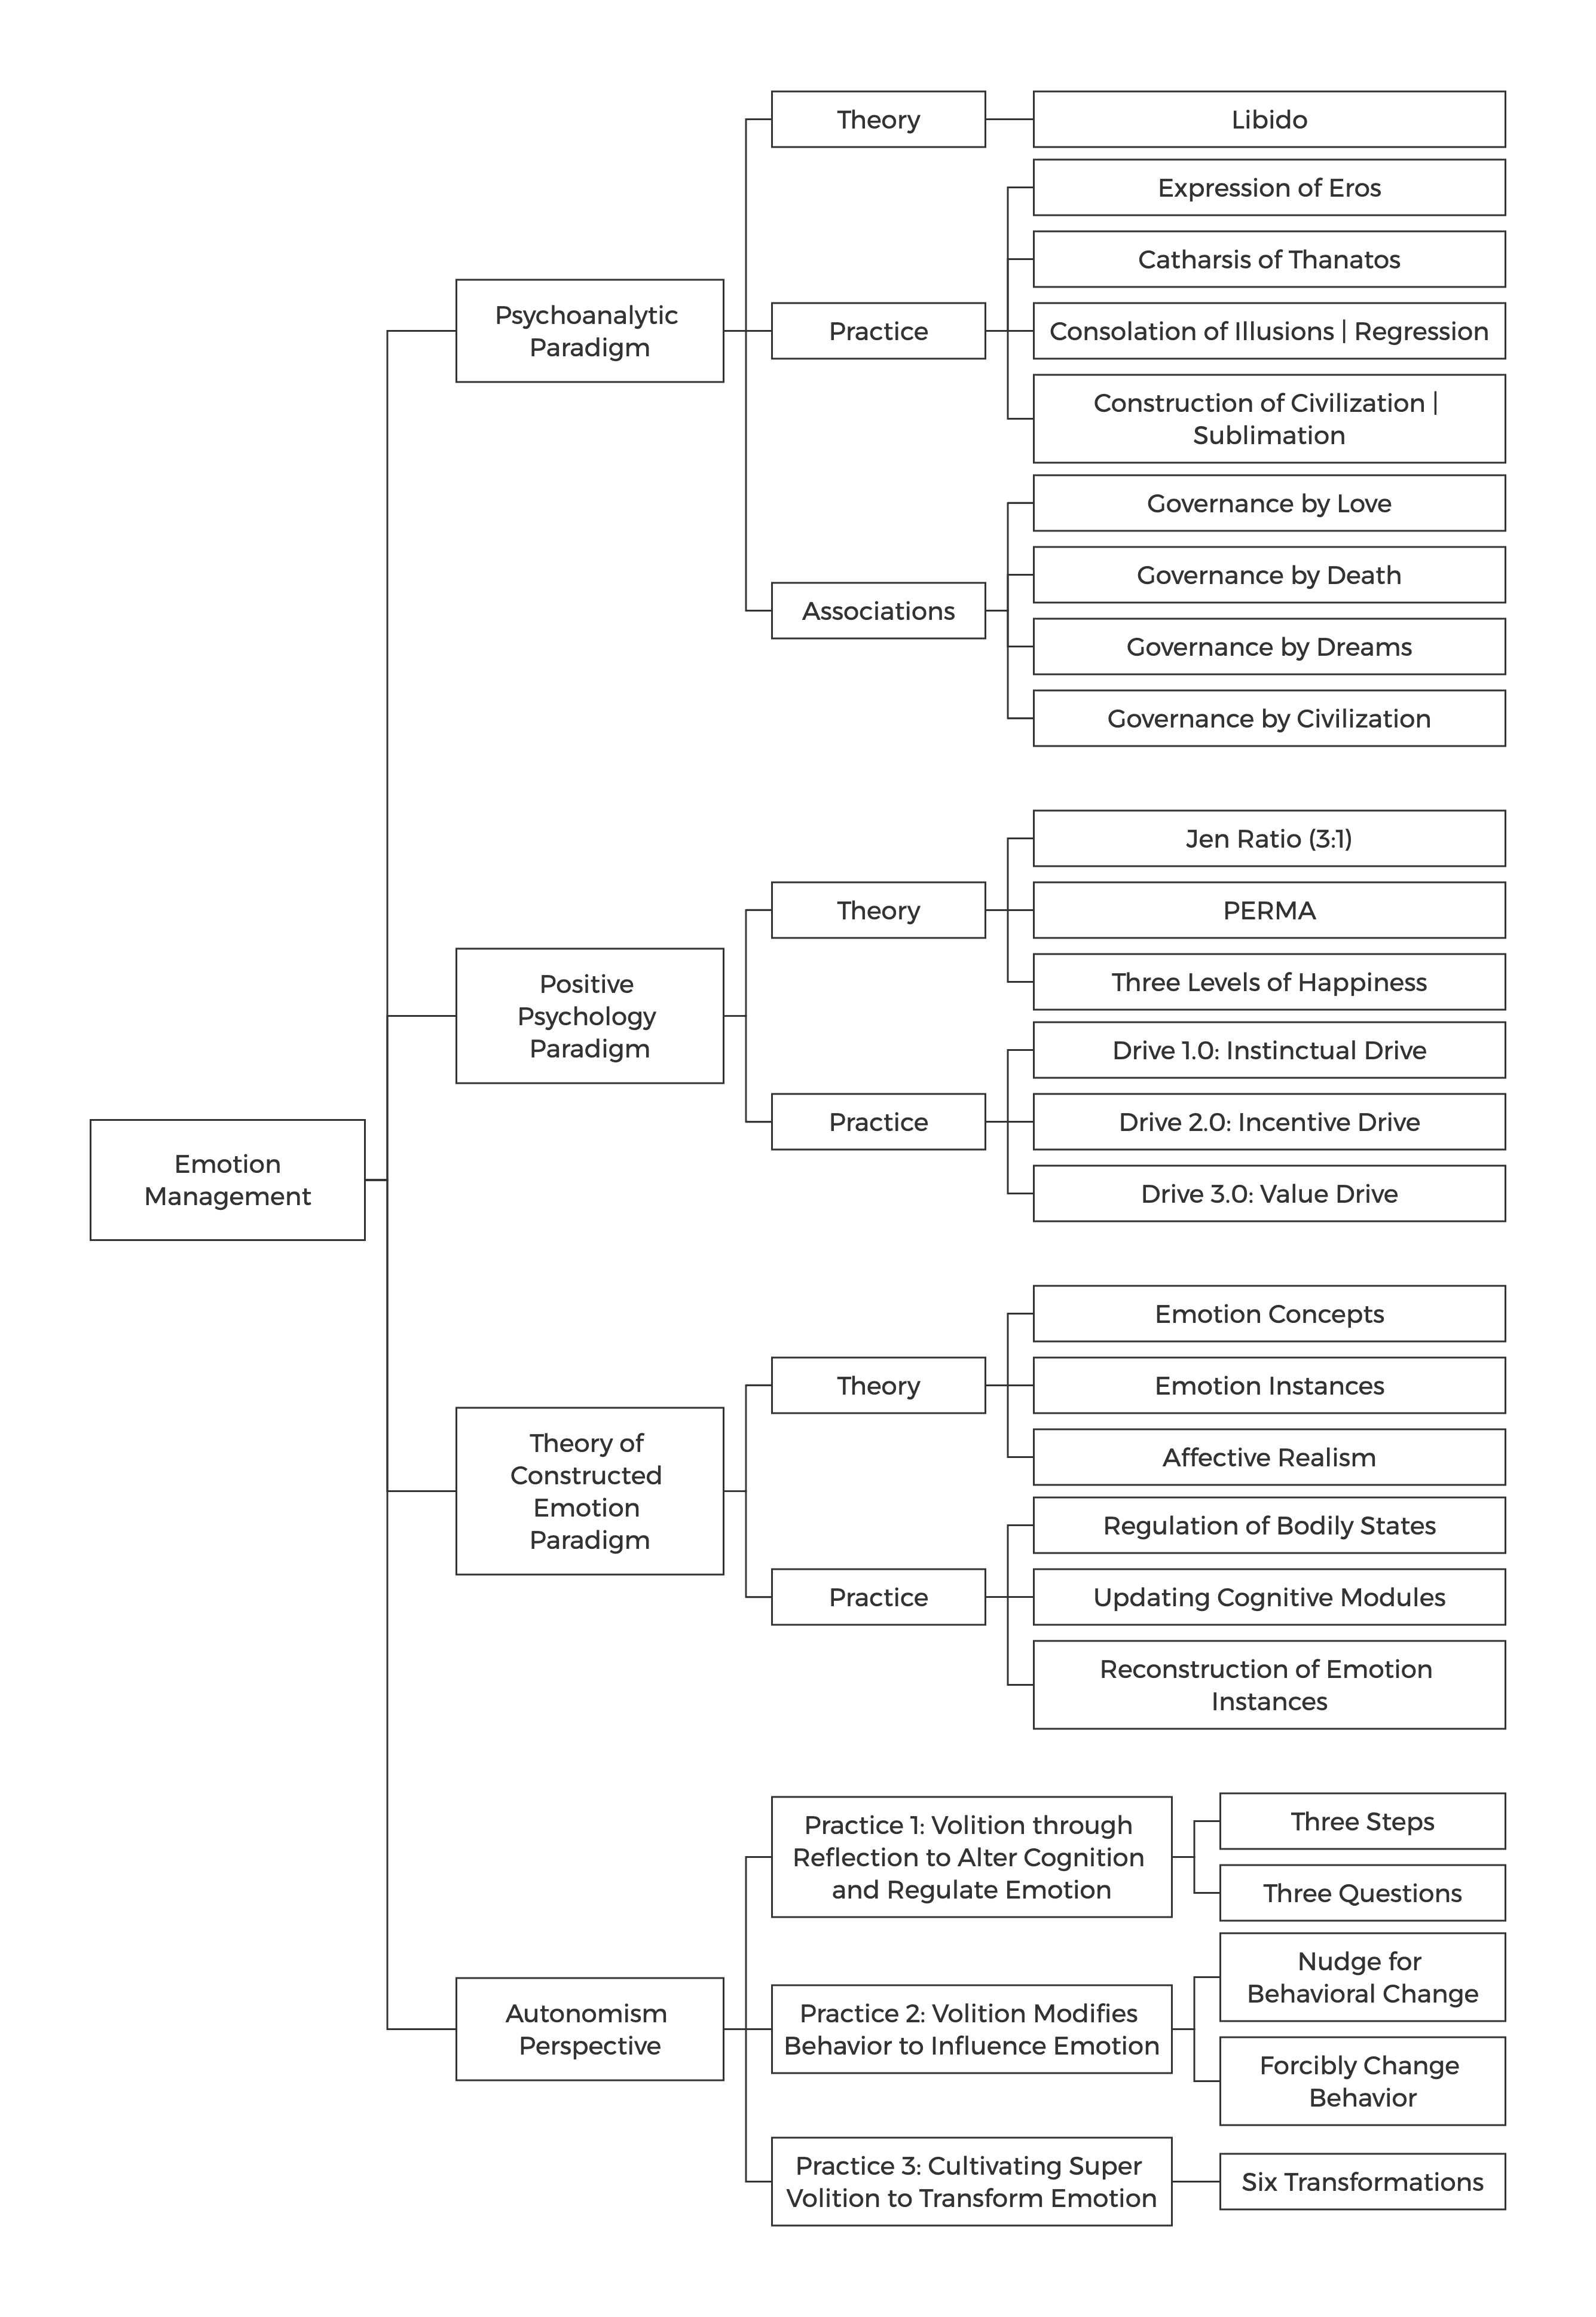 Emotion
Management
Psychoanalytic
Paradigm
Theory
Libido
Practice
Expression of Eros
Catharsis of Thanatos
Consolation of Illusions | Regression
Construction of Civilization |
Sublimation
Associations
Governance by Love
Governance by Death
Governance by Dreams
Governance by Civilization
Positive
Psychology
Paradigm
Theory
Jen Ratio (3:1)
PERMA
Three Levels of Happiness
Practice
Drive 1.0: Instinctual Drive
Drive 2.0: Incentive Drive
Drive 3.0: Value Drive
Theory of
Constructed
Emotion
Paradigm
Theory
Emotion Concepts
Emotion Instances
Affective Realism
Practice
Regulation of Bodily States
Updating Cognitive Modules
Reconstruction of Emotion
Instances
Autonomism
Perspective
Practice 1: Volition through
Reflection to Alter Cognition
and Regulate Emotion
Three Steps
Three Questions
Practice 2: Volition Modifies
Behavior to Influence Emotion
Nudge for
Behavioral Change
Forcibly Change
Behavior
Practice 3: Cultivating Super
Volition to Transform Emotion
Six Transformations